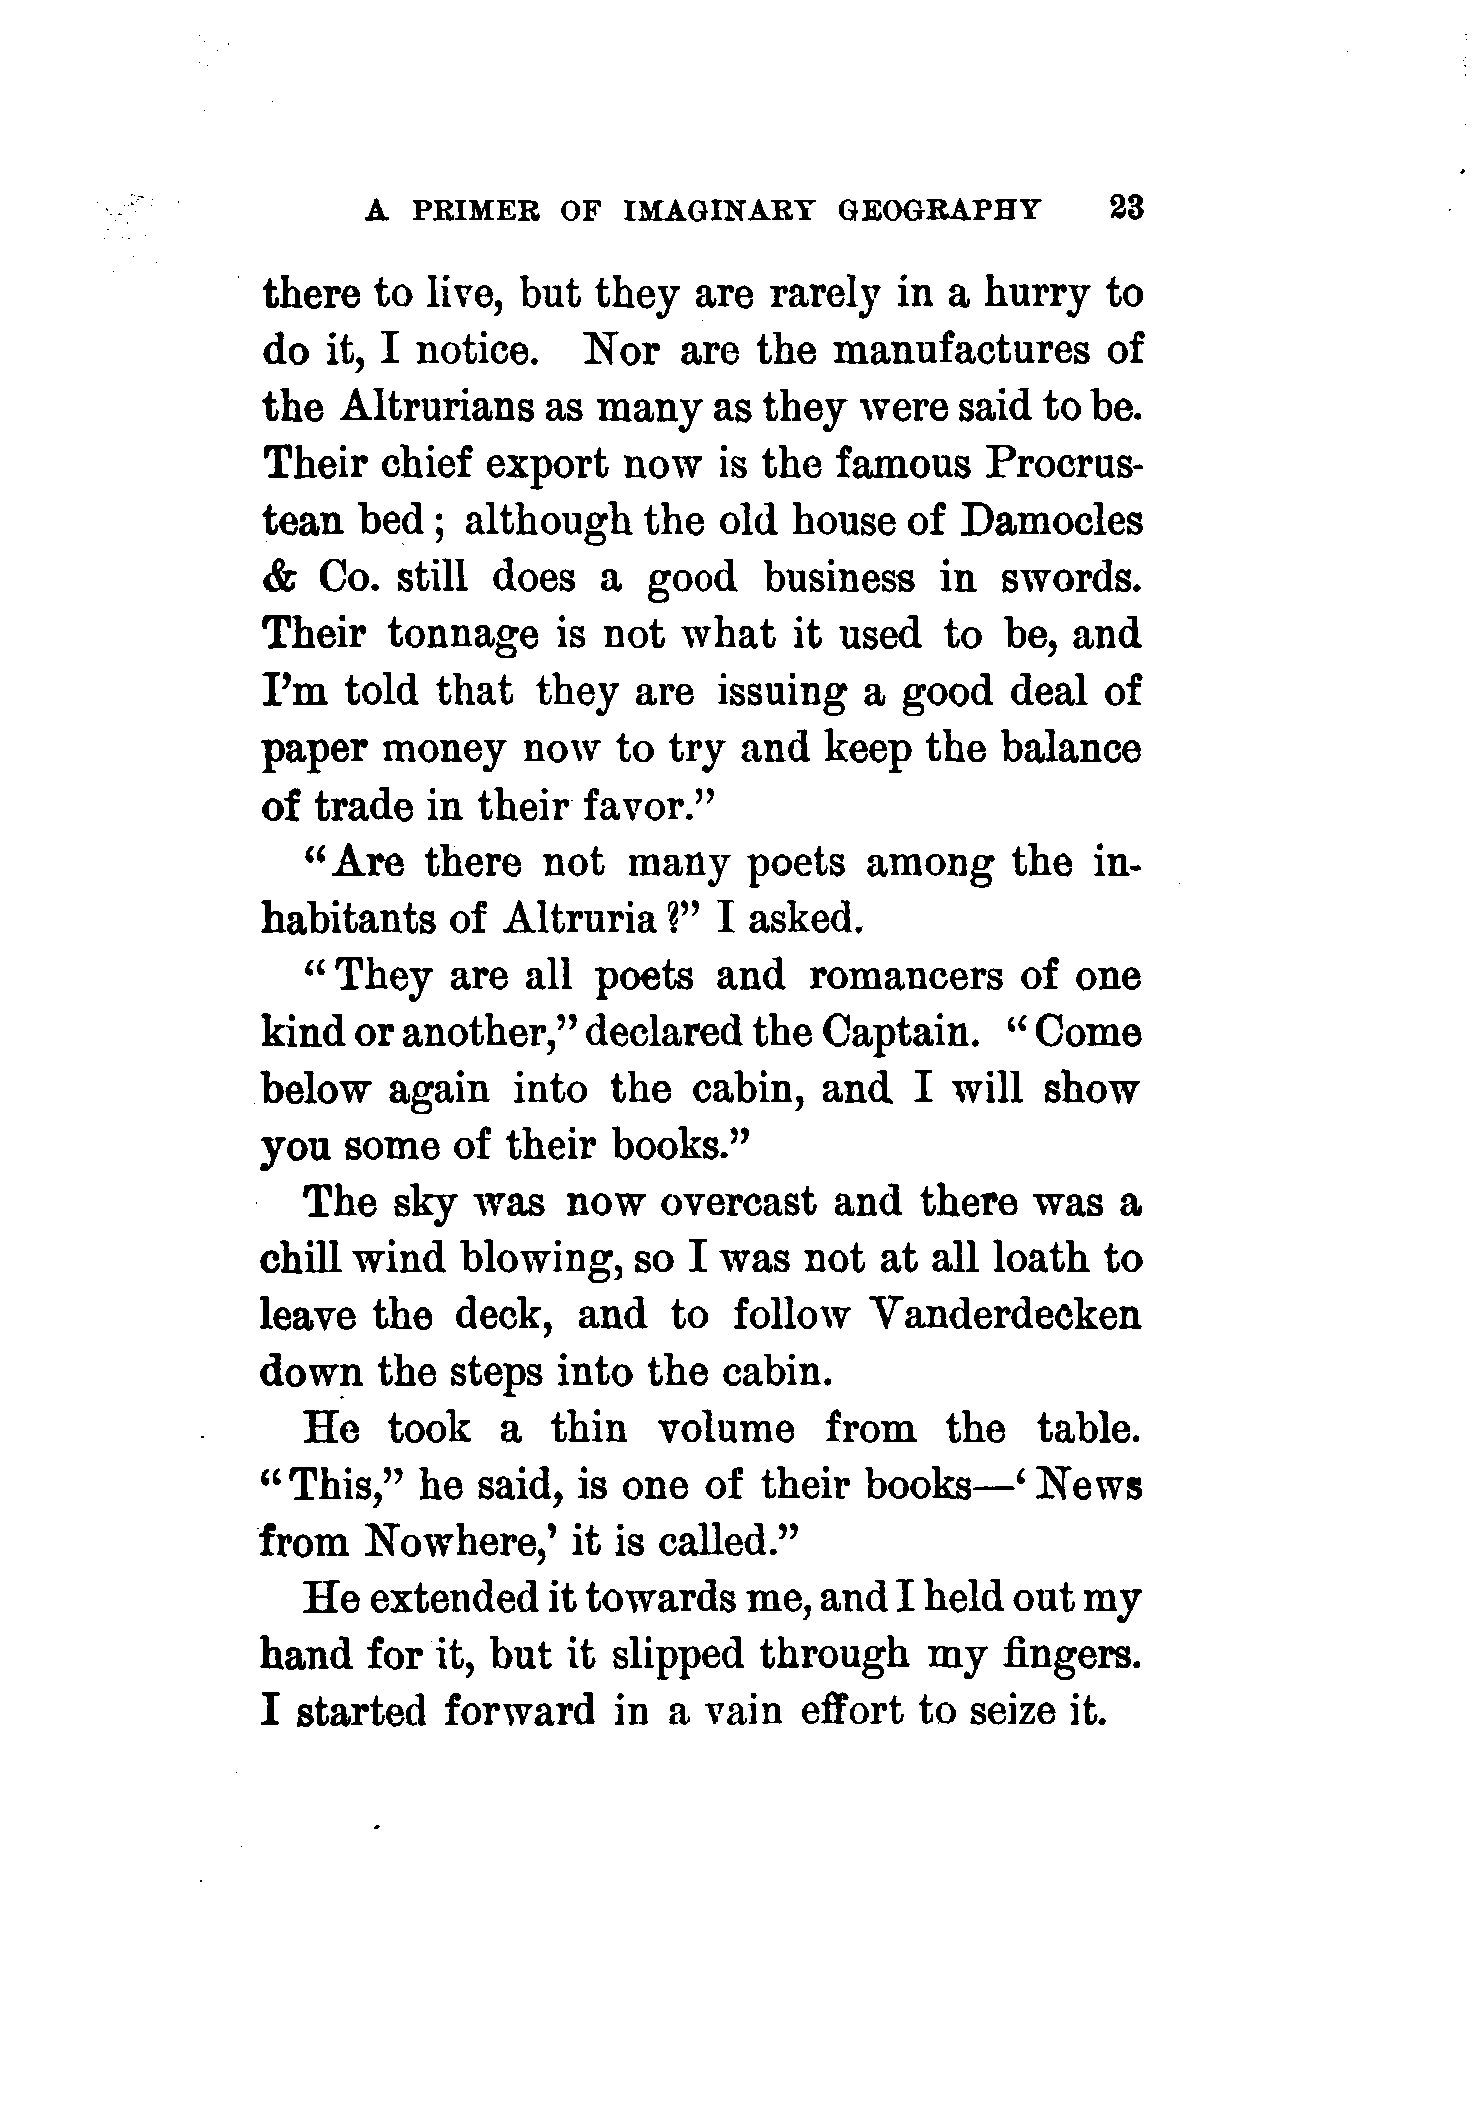 A PRIMER OF IMAGINARY GEOGRAPHY 23
there to live, but they are rarely in a hurry to
do it, I notice. Nor are the manufactures of
the Altrurians as many as they were said to be.
Their chief export now is the famous Procrus-
tean bed; although the old house of Damocles
& Co. still does a good business in swords.
Their tonnage is not what it used to be, and
I'm told that they are issuing a good deal of
paper money now to try and keep the balance
of trade in their favor."
"Are there not many poets among the in-
habitants of Altruria?" I asked.
"They are all poets and romancers of one
kind or another," declared the Captain. "Come
below again into the cabin, and I will show
you some of their books."
The sky was now overcast and there was a
chill wind blowing, so I was not at all loath to
leave the deck, and to follow Vanderdecken
down the steps into the cabin.
He took a thin volume from the table.
"This," he said, is one of their books—'News
from Nowhere,' it is called."
He extended it towards me, and I held out my
hand for it, but it slipped through my fingers.
I started forward in a vain effort to seize it.